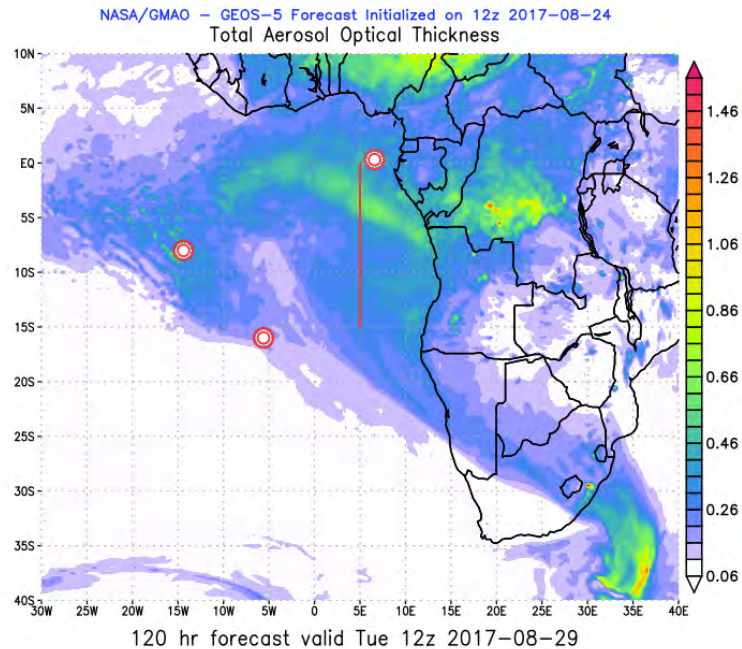 NASA/GMAO - GEOS-5 Forecast Initialized on 12z 2017-08-24
Total Aerosol Optical Thickness
10N
5N
EQ
5S
10S
15S
20S
25S
30S
35S
40S
30W 25W 20W 15W 10W 5W 0 5E 10E 15E 20E 25E 30E 35E 40E
1.46
1.26
1.06
0.86
0.66
0.46
0.26
0.06
120 hr forecast valid Tue 12z 2017-08-29